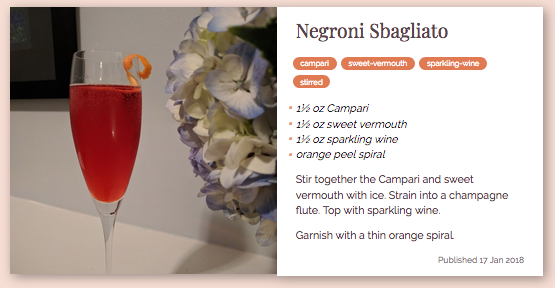 Negroni Sbagliato
campari sweet-vermouth sparkling-wine
stirred
1½ oz Campari
1½ oz sweet vermouth
1½ oz sparkling wine
orange peel spiral
Stir together the Campari and sweet
vermouth with ice. Strain into a champagne
flute. Top with sparkling wine.
Garnish with a thin orange spiral.
Published 17 Jan 2018